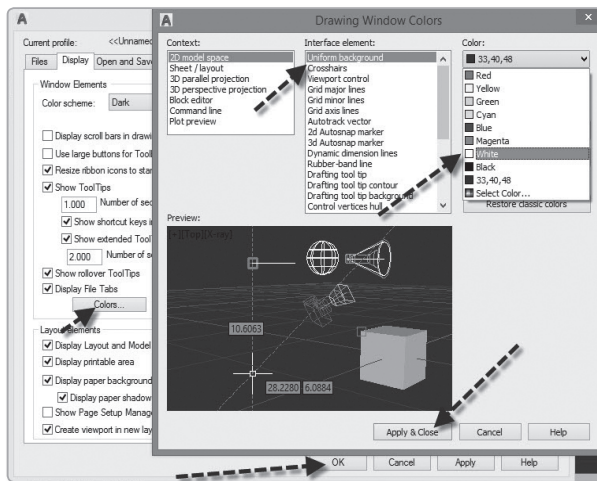 Drawing Window Colors
Current profile: <<Unnamed
Files Display Open and Save
Window Elements
Color scheme: Dark
Display scroll bars in drawin
Use large buttons for Tool
Resize ribbon icons to star
Show ToolTips
1.000 Number of sec
Show shortcut keys in
Show extended Tool
2.000 Number of se
Show rollover ToolTips
Display File Tabs
Colors...
Layout elements
Display Layout and Model
Display printable area
Display paper background
Display paper shadow
Show Page Setup Manage
Create viewport in new lay
Context:
2D model space
Sheet / layout
3D parallel projection
3D perspective projection
Block editor
Command line
Plot preview
Interface element:
Uniform background
Crosshairs
Viewport control
Grid major lines
Grid minor lines
Grid axis lines
Autotrack vector
2d Autosnap marker
3d Autosnap marker
Dynamic dimension lines
Rubber-band line
Drafting tool tip
Drafting tool tip contour
Drafting tool tip background
Control vertices hull
Color:
33,40,48
Red
Yellow
Green
Cyan
Blue
Magenta
White
Black
33,40,48
Select Color...
Restore classic colors
Preview:
[+][Top][X-ray]
10.6063
28.2280 6.0884
Apply & Close Cancel Help
OK Cancel Apply Help